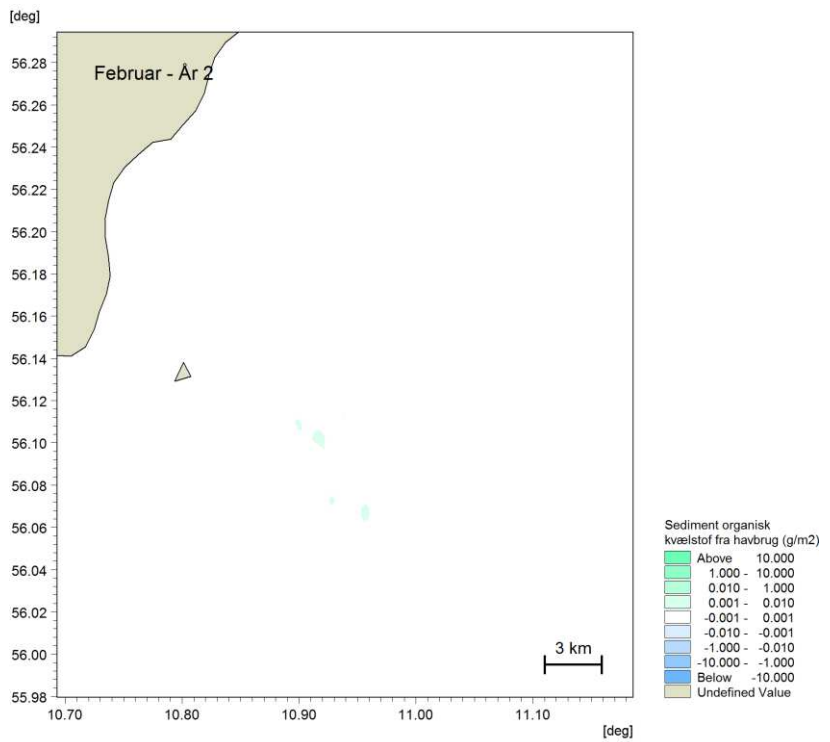 [deg]
Februar - År 2
56.28
56.26
56.24
56.22
56.20
56.18
56.16
56.14
56.12
56.10
56.08
56.06
56.04
56.02
56.00
55.98
3 km
10.70 10.80 10.90 11.00 11.10
[deg]
Sediment organisk
kvælstof fra havbrug (g/m2)
Above 10.000
1.000 - 10.000
0.010 - 1.000
0.001 - 0.010
-0.001 - 0.001
-0.010 - -0.001
-1.000 - -0.010
-10.000 - -1.000
Below -10.000
Undefined Value